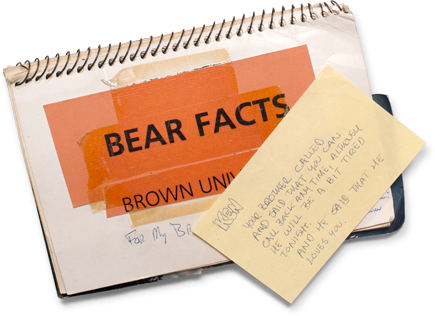 BEAR FACTS
BROWN UNIV
For My BR
KEN
YOUR BROTHER CALLED
AND SAID THAT YOU CAN
CALL BACK ANYTIME, ALTHOUGH
HE WILL BE A BIT TIRED
TONIGHT.
AND HE SAID THAT HE
LOVES YOU.